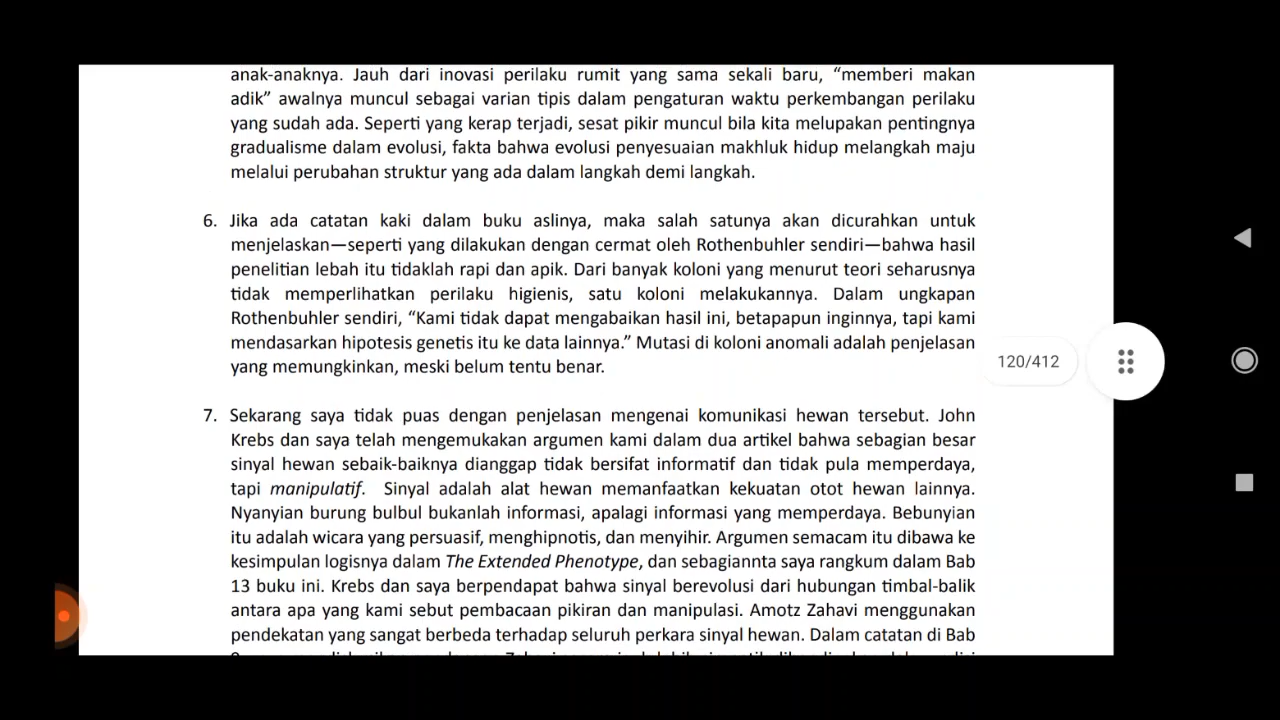 anak-anaknya. Jauh dari inovasi perilaku rumit yang sama sekali baru, “memberi makan
adik” awalnya muncul sebagai varian tipis dalam pengaturan waktu perkembangan perilaku
yang sudah ada. Seperti yang kerap terjadi, sesat pikir muncul bila kita melupakan pentingnya
gradualisme dalam evolusi, fakta bahwa evolusi penyesuaian makhluk hidup melangkah maju
melalui perubahan struktur yang ada dalam langkah demi langkah.
6. Jika ada catatan kaki dalam buku aslinya, maka salah satunya akan dicurahkan untuk
menjelaskan—seperti yang dilakukan dengan cermat oleh Rothenbuhler sendiri—bahwa hasil
penelitian lebah itu tidaklah rapi dan apik. Dari banyak koloni yang menurut teori seharusnya
tidak memperlihatkan perilaku higienis, satu koloni melakukannya. Dalam ungkapan
Rothenbuhler sendiri, “Kami tidak dapat mengabaikan hasil ini, betapapun inginnya, tapi kami
mendasarkan hipotesis genetis itu ke data lainnya.” Mutasi di koloni anomali adalah penjelasan
yang memungkinkan, meski belum tentu benar.
120/412
7. Sekarang saya tidak puas dengan penjelasan mengenai komunikasi hewan tersebut. John
Krebs dan saya telah mengemukakan argumen kami dalam dua artikel bahwa sebagian besar
sinyal hewan sebaik-baiknya dianggap tidak bersifat informatif dan tidak pula memperdaya,
tapi manipulatif. Sinyal adalah alat hewan memanfaatkan kekuatan otot hewan lainnya.
Nyanyian burung bulbul bukanlah informasi, apalagi informasi yang memperdaya. Bebunyian
itu adalah wicara yang persuasif, menghipnotis, dan menyihir. Argumen semacam itu dibawa ke
kesimpulan logisnya dalam The Extended Phenotype, dan sebagiannta saya rangkum dalam Bab
13 buku ini. Krebs dan saya berpendapat bahwa sinyal berevolusi dari hubungan timbal-balik
antara apa yang kami sebut pembacaan pikiran dan manipulasi. Amotz Zahavi menggunakan
pendekatan yang sangat berbeda terhadap seluruh perkara sinyal hewan. Dalam catatan di Bab